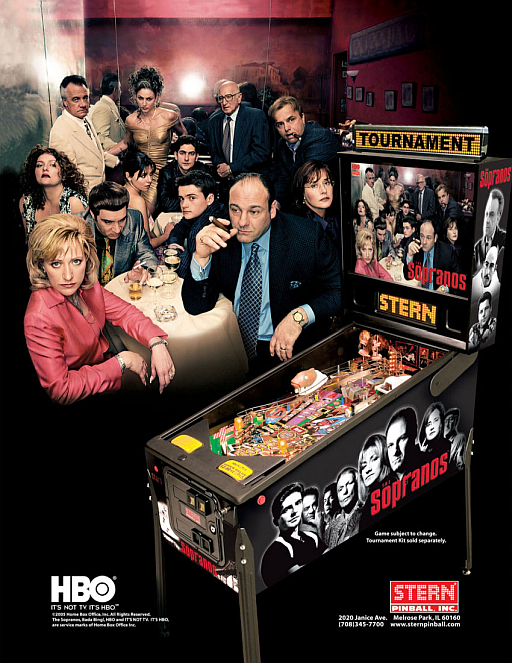 TOURNAMENT
THE
Sopranos
THE
Sopranos
STERN
THE
Sopranos
Sopranos
Game subject to change.
Tournament Kit sold separately.
HBO®
IT'S NOT TV. IT'S HBO.℠
©2005 Home Box Office, Inc. All Rights Reserved.
The Sopranos, Bada Bing!, HBO and IT'S NOT TV. IT'S HBO,
are service marks of Home Box Office Inc.
STERN®
PINBALL, INC.
2020 Janice Ave. Melrose Park, IL 60160
(708)345-7700 www.sternpinball.com